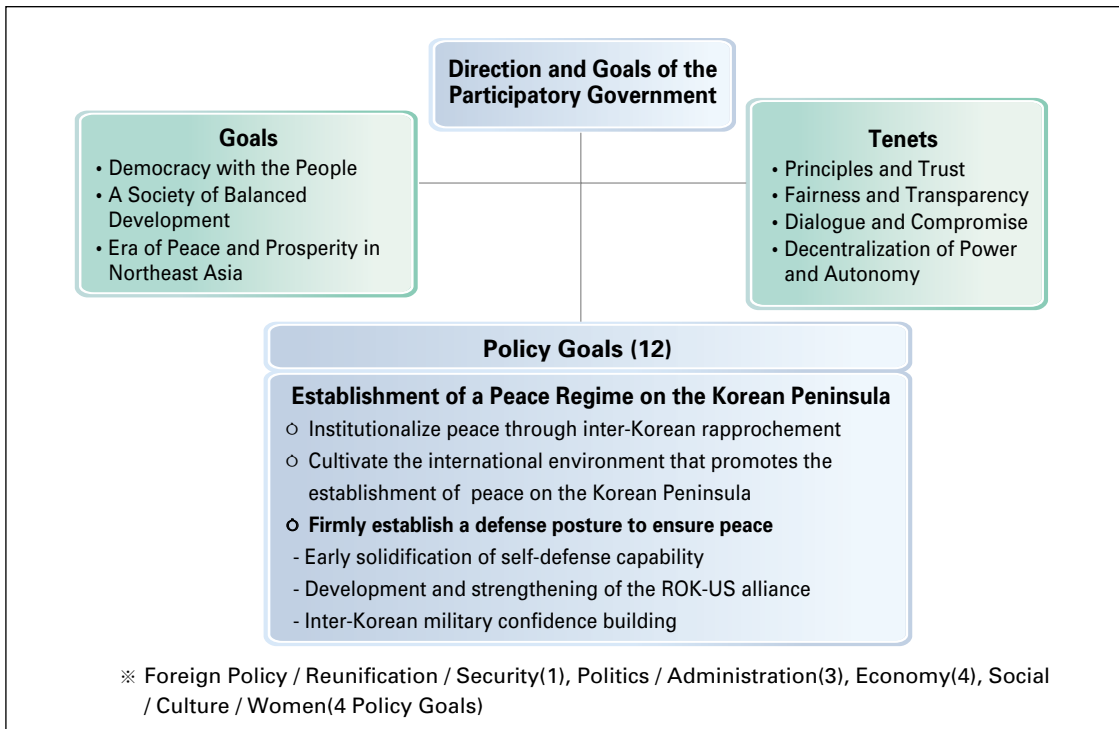 Direction and Goals of the
Participatory Government
Goals
• Democracy with the People
• A Society of Balanced
Development
• Era of Peace and Prosperity in
Northeast Asia
Tenets
• Principles and Trust
• Fairness and Transparency
• Dialogue and Compromise
• Decentralization of Power
and Autonomy
Policy Goals (12)
Establishment of a Peace Regime on the Korean Peninsula
○ Institutionalize peace through inter-Korean rapprochement
○ Cultivate the international environment that promotes the
establishment of peace on the Korean Peninsula
○ Firmly establish a defense posture to ensure peace
- Early solidification of self-defense capability
- Development and strengthening of the ROK-US alliance
- Inter-Korean military confidence building
※ Foreign Policy / Reunification / Security(1), Politics / Administration(3), Economy(4), Social
/ Culture / Women(4 Policy Goals)